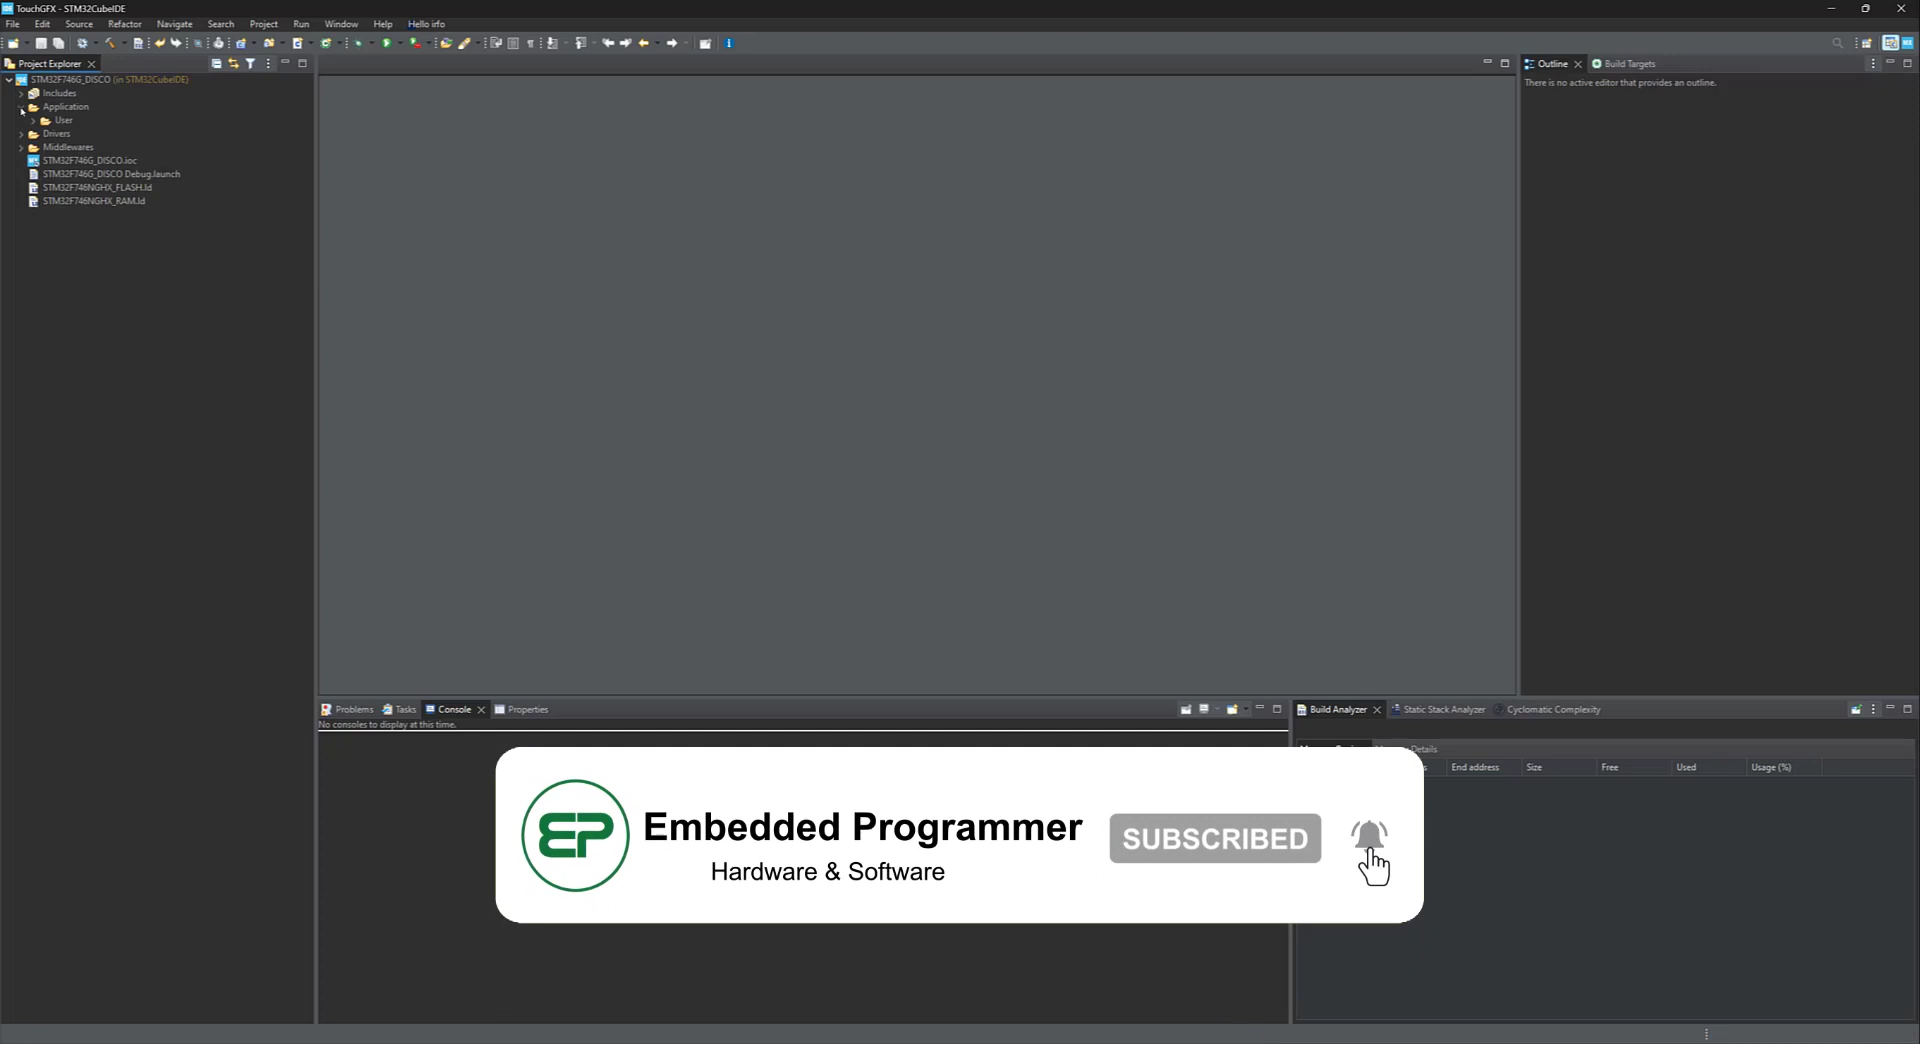 TouchGFX - STM32CubeIDE
File Edit Source Refactor Navigate Search Project Run Window Help Hello irfo
Project Explorer
STM32F746G_DISCO (in STM32CubeIDE)
Includes
Application
User
Drivers
Middlewares
STM32F746G_DISCO.ioc
STM32F746G_DISCO Debug.launch
STM32F746NGHX_FLASH.ld
STM32F746NGHX_RAM.ld
Outline Build Targets
There is no active editor that provides an outline.
Problems Tasks Console Properties
No consoles to display at this time.
Build Analyzer Static Stack Analyzer Cyclomatic Complexity
Details
End address Size Free Used Usage (%)
EP
Embedded Programmer
Hardware & Software
SUBSCRIBED